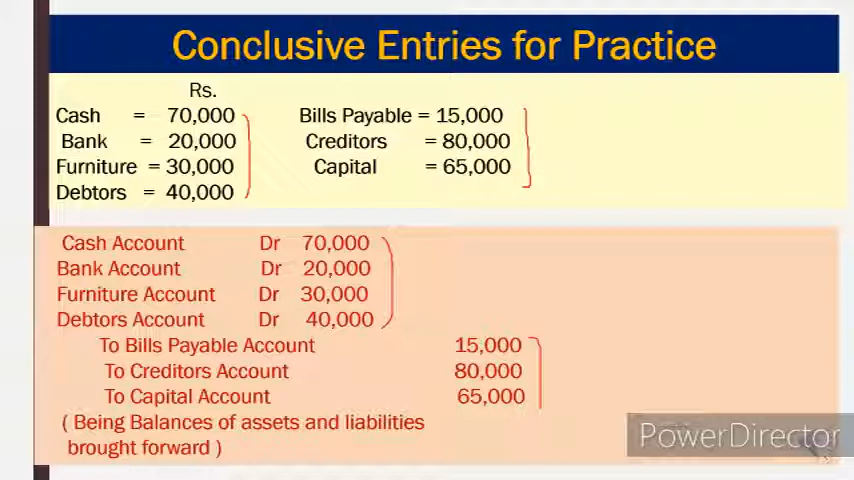 Conclusive Entries for Practice
Rs.
Cash = 70,000 Bills Payable = 15,000
Bank = 20,000 Creditors = 80,000
Furniture = 30,000 Capital = 65,000
Debtors = 40,000
Cash Account Dr 70,000
Bank Account Dr 20,000
Furniture Account Dr 30,000
Debtors Account Dr 40,000
To Bills Payable Account 15,000
To Creditors Account 80,000
To Capital Account 65,000
( Being Balances of assets and liabilities
brought forward )
PowerDirector